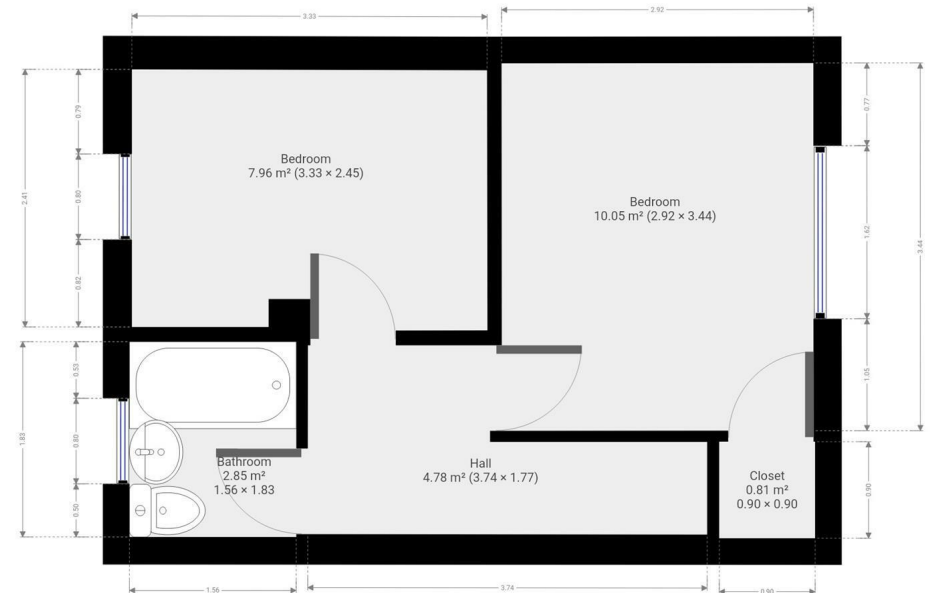 3.33
2.92
0.79
0.80
0.82
2.41
Bedroom
7.96 m² (3.33 × 2.45)
Bedroom
10.05 m² (2.92 × 3.44)
0.77
1.62
1.05
3.44
0.53
0.80
0.50
1.83
Bathroom
2.85 m²
1.56 × 1.83
Hall
4.78 m² (3.74 × 1.77)
Closet
0.81 m²
0.90 × 0.90
0.90
1.56
3.74
0.90